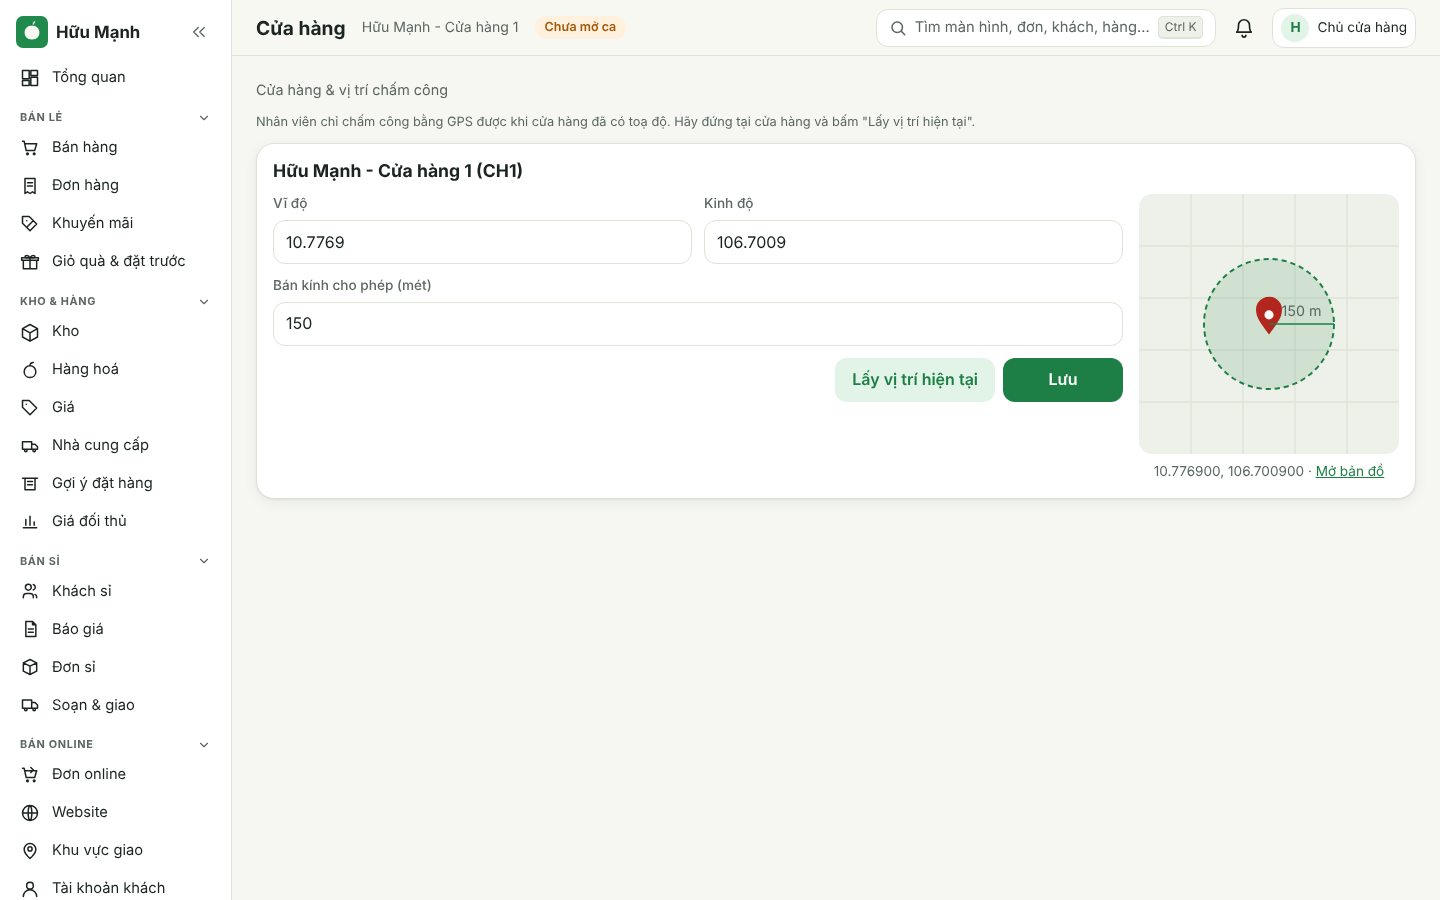 Hữu Mạnh
Tổng quan
BÁN LẺ
Bán hàng
Đơn hàng
Khuyến mãi
Giỏ quà & đặt trước
KHO & HÀNG
Kho
Hàng hoá
Giá
Nhà cung cấp
Gợi ý đặt hàng
Giá đối thủ
BÁN SỈ
Khách sỉ
Báo giá
Đơn sỉ
Soạn & giao
BÁN ONLINE
Đơn online
Website
Khu vực giao
Tài khoản khách
Cửa hàng Hữu Mạnh - Cửa hàng 1 Chưa mở ca Tìm màn hình, đơn, khách, hàng... Ctrl K H Chủ cửa hàng
Cửa hàng & vị trí chấm công
Nhân viên chỉ chấm công bằng GPS được khi cửa hàng đã có toạ độ. Hãy đứng tại cửa hàng và bấm "Lấy vị trí hiện tại".
Hữu Mạnh - Cửa hàng 1 (CH1)
Vĩ độ Kinh độ
10.7769 106.7009
Bán kính cho phép (mét)
150
Lấy vị trí hiện tại Lưu
150 m
10.776900, 106.700900 · Mở bản đồ